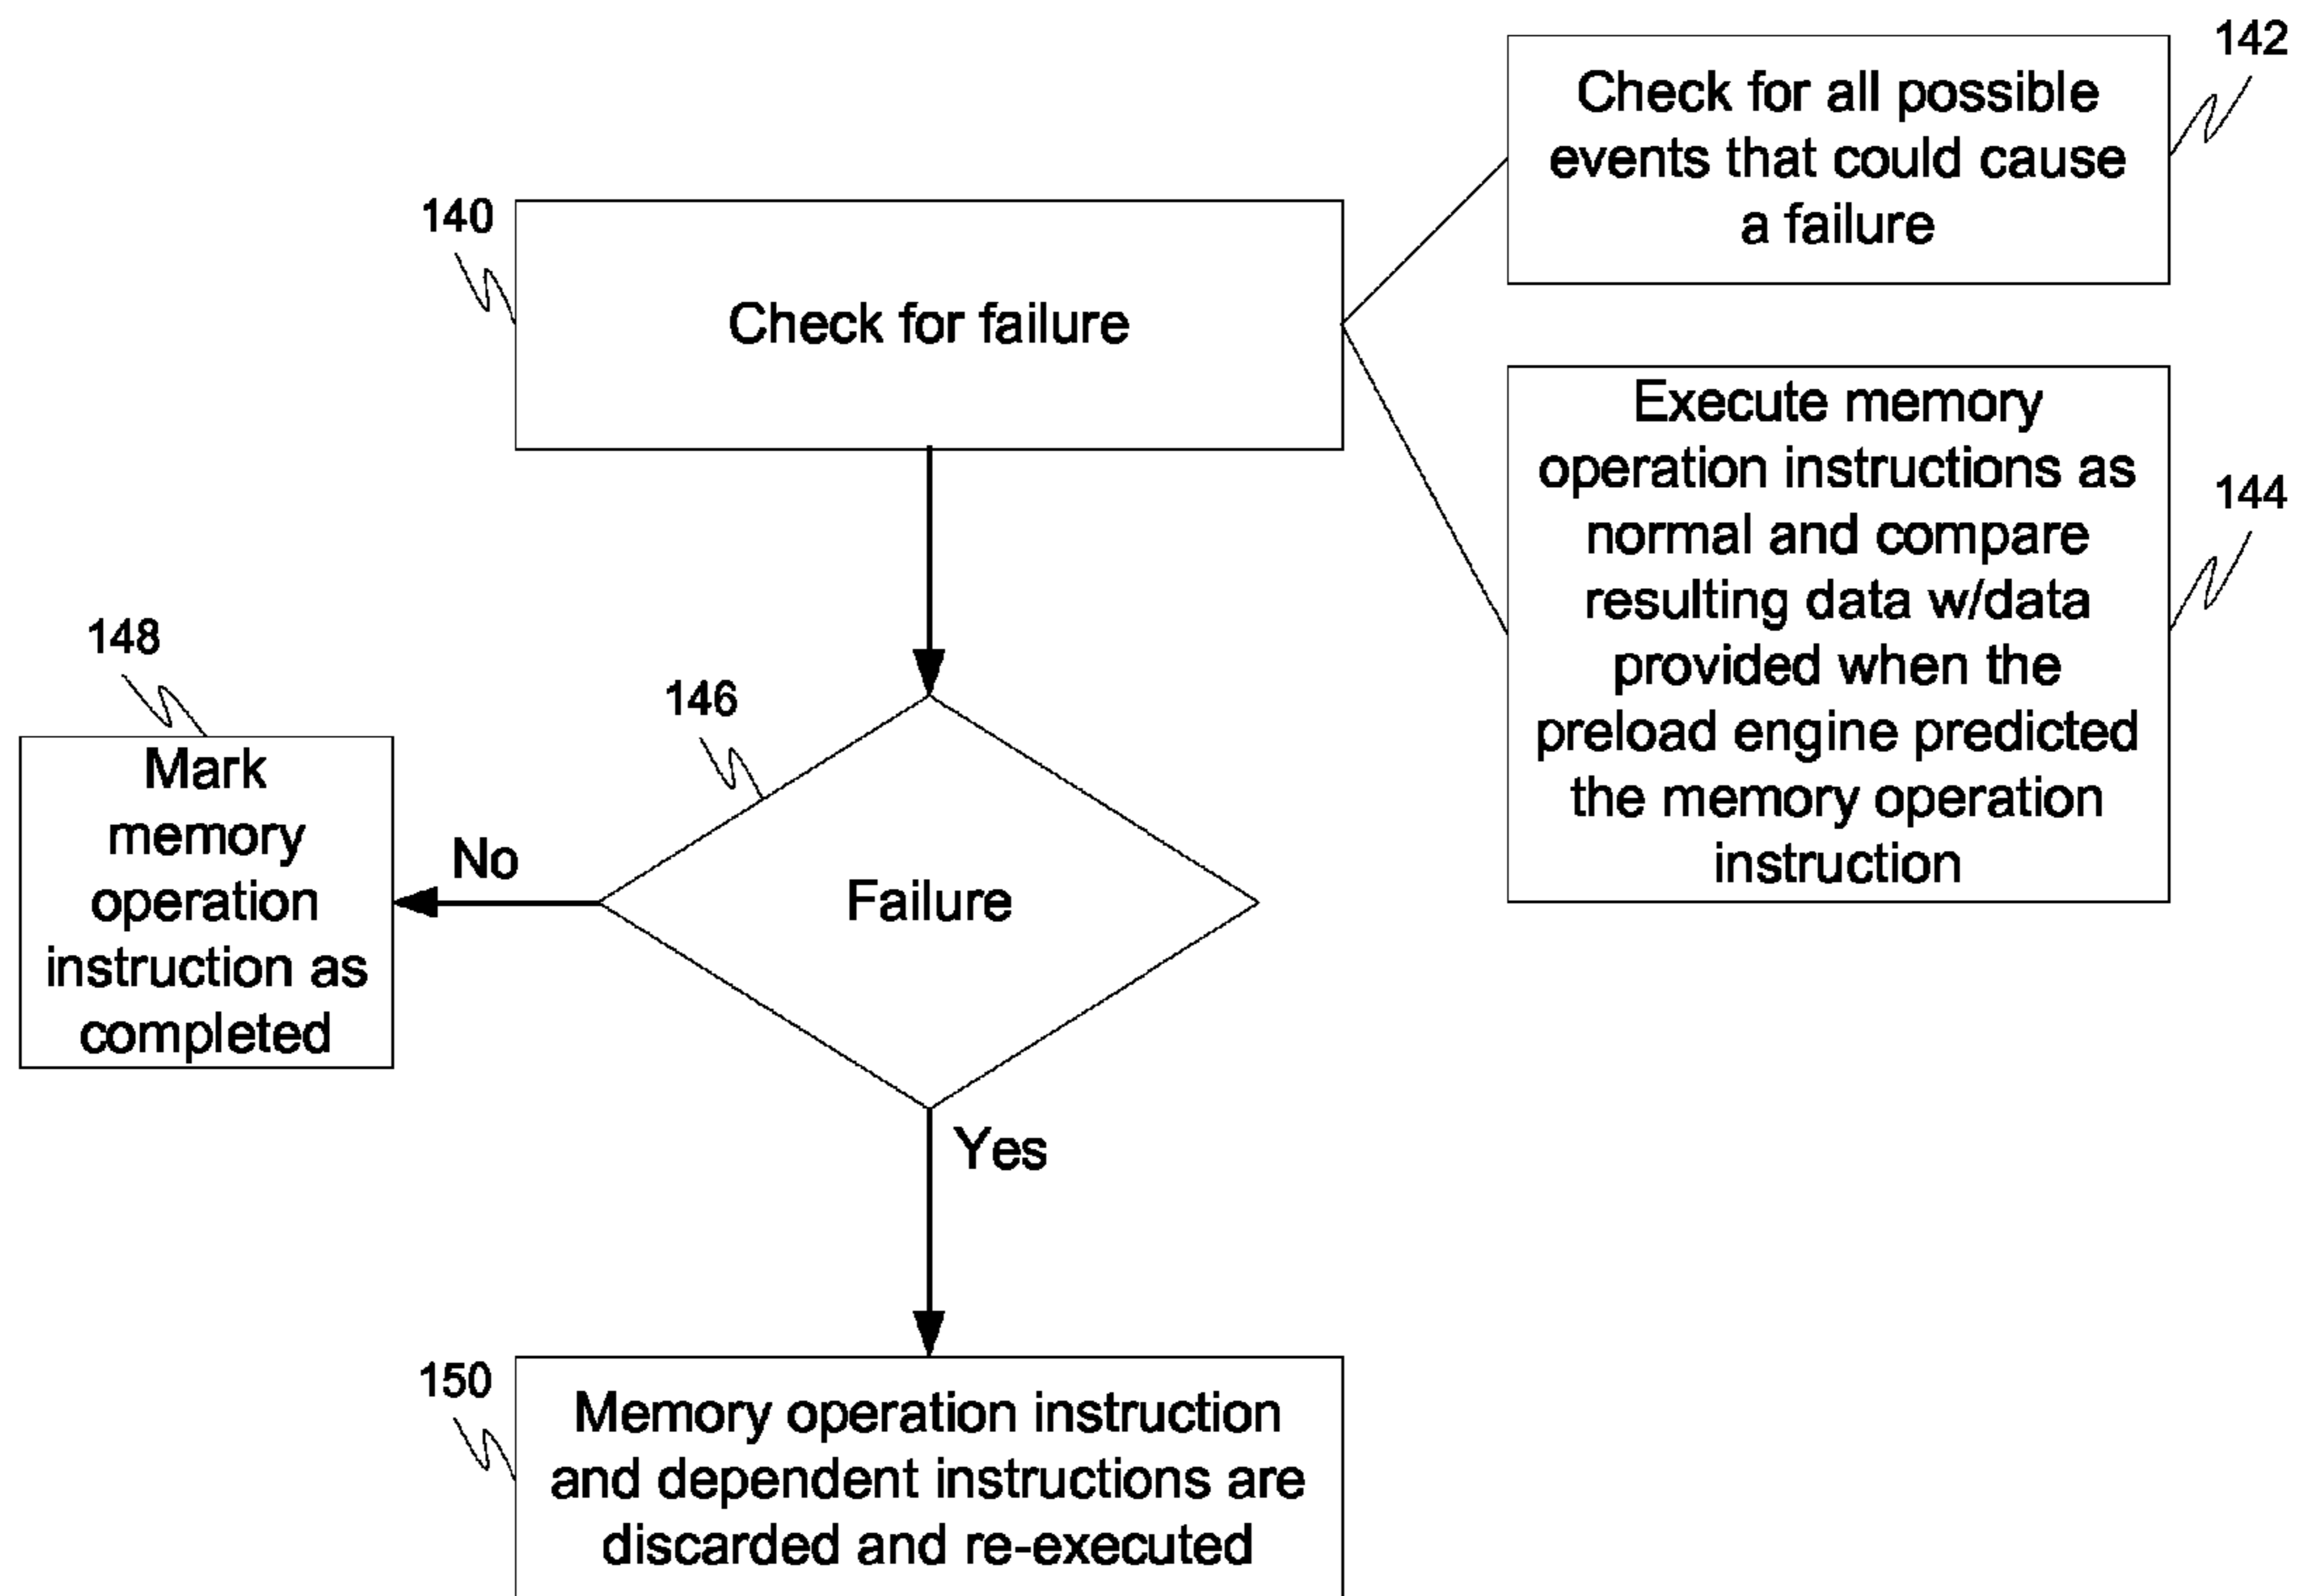 142
Check for all possible
events that could cause
a failure
140
Check for failure
Execute memory
operation instructions as
normal and compare
resulting data w/data
provided when the
preload engine predicted
the memory operation
instruction
144
148
146
Mark
memory
operation
instruction as
completed
No
Failure
Yes
150
Memory operation instruction
and dependent instructions are
discarded and re-executed